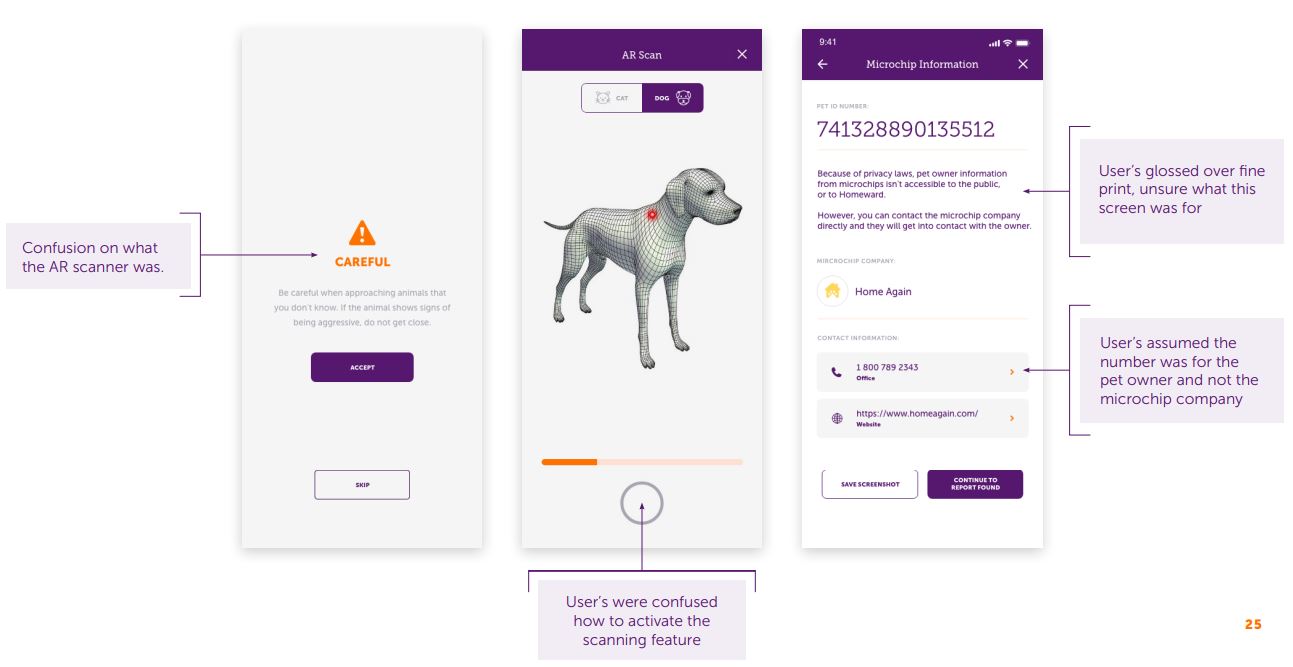 Confusion on what
the AR scanner was.
CAREFUL
Be careful when approaching animals that
you don't know. If the animal shows signs of
being aggressive, do not get close.
ACCEPT
SKIP
AR Scan
CAT
DOG
User's were confused
how to activate the
scanning feature
9:41
Microchip Information
PET ID NUMBER:
741328890135512
Because of privacy laws, pet owner information
from microchips isn't accessible to the public,
or to Homeward.
However, you can contact the microchip company
directly and they will get into contact with the owner.
MIRCROCHIP COMPANY:
Home Again
CONTACT INFORMATION:
1 800 789 2343
Office
https://www.homeagain.com/
Website
SAVE SCREENSHOT
CONTINUE TO
REPORT FOUND
User's glossed over fine
print, unsure what this
screen was for
User's assumed the
number was for the
pet owner and not the
microchip company
25